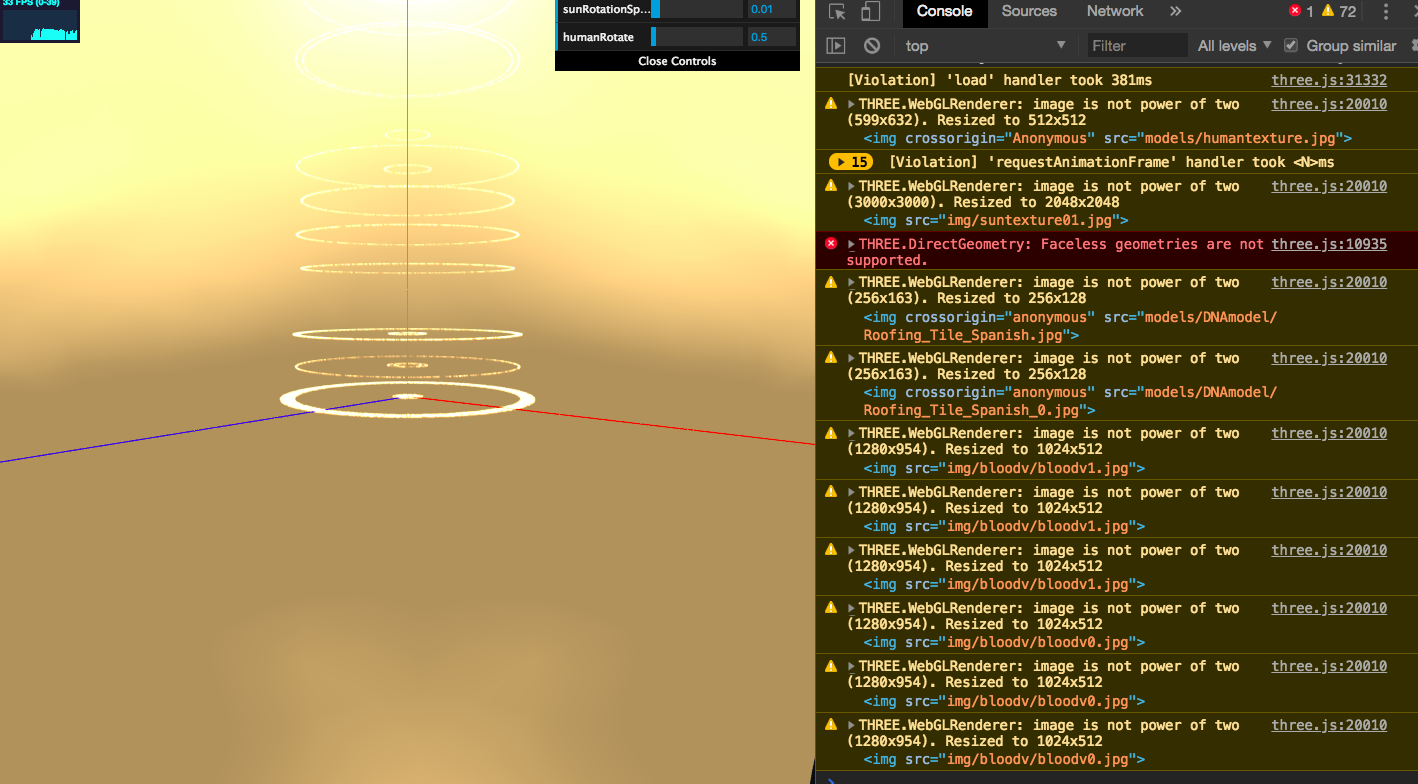 33 FPS (0-39)
sunRotationSp... 0.01
humanRotate 0.5
Close Controls
Console Sources Network » 1 72
top Filter All levels Group similar
[Violation] 'load' handler took 381ms three.js:31332
THREE.WebGLRenderer: image is not power of two three.js:20010
(599x632). Resized to 512x512
<img crossorigin="Anonymous" src="models/humantexture.jpg">
15 [Violation] 'requestAnimationFrame' handler took <N>ms
THREE.WebGLRenderer: image is not power of two three.js:20010
(3000x3000). Resized to 2048x2048
<img src="img/suntexture01.jpg">
THREE.DirectGeometry: Faceless geometries are not three.js:10935
supported.
THREE.WebGLRenderer: image is not power of two three.js:20010
(256x163). Resized to 256x128
<img crossorigin="anonymous" src="models/DNAmodel/
Roofing_Tile_Spanish.jpg">
THREE.WebGLRenderer: image is not power of two three.js:20010
(256x163). Resized to 256x128
<img crossorigin="anonymous" src="models/DNAmodel/
Roofing_Tile_Spanish_0.jpg">
THREE.WebGLRenderer: image is not power of two three.js:20010
(1280x954). Resized to 1024x512
<img src="img/bloodv/bloodv1.jpg">
THREE.WebGLRenderer: image is not power of two three.js:20010
(1280x954). Resized to 1024x512
<img src="img/bloodv/bloodv1.jpg">
THREE.WebGLRenderer: image is not power of two three.js:20010
(1280x954). Resized to 1024x512
<img src="img/bloodv/bloodv1.jpg">
THREE.WebGLRenderer: image is not power of two three.js:20010
(1280x954). Resized to 1024x512
<img src="img/bloodv/bloodv0.jpg">
THREE.WebGLRenderer: image is not power of two three.js:20010
(1280x954). Resized to 1024x512
<img src="img/bloodv/bloodv0.jpg">
THREE.WebGLRenderer: image is not power of two three.js:20010
(1280x954). Resized to 1024x512
<img src="img/bloodv/bloodv0.jpg">